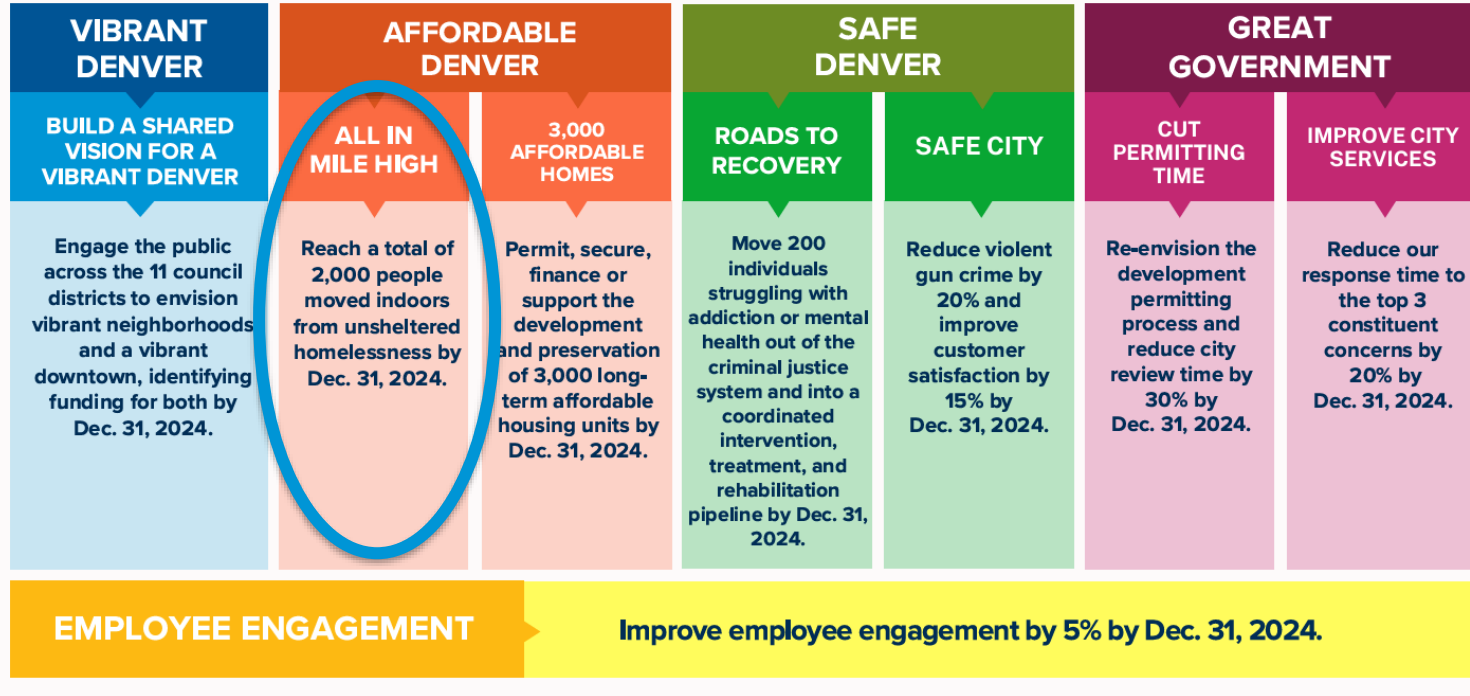 VIBRANT
DENVER
BUILD A SHARED
VISION FOR A
VIBRANT DENVER
Engage the public
across the 11 council
districts to envision
vibrant neighborhoods
and a vibrant
downtown, identifying
funding for both by
Dec. 31, 2024.
AFFORDABLE
DENVER
ALL IN
MILE HIGH
Reach a total of
2,000 people
moved indoors
from unsheltered
homelessness by
Dec. 31, 2024.
3,000
AFFORDABLE
HOMES
Permit, secure,
finance or
support the
development
and preservation
of 3,000 long-
term affordable
housing units by
Dec. 31, 2024.
SAFE
DENVER
ROADS TO
RECOVERY
Move 200
individuals
struggling with
addiction or mental
health out of the
criminal justice
system and into a
coordinated
intervention,
treatment, and
rehabilitation
pipeline by Dec. 31,
2024.
SAFE CITY
Reduce violent
gun crime by
20% and
improve
customer
satisfaction by
15% by
Dec. 31, 2024.
GREAT
GOVERNMENT
CUT
PERMITTING
TIME
Re-envision the
development
permitting
process and
reduce city
review time by
30% by
Dec. 31, 2024.
IMPROVE CITY
SERVICES
Reduce our
response time to
the top 3
constituent
concerns by
20% by
Dec. 31, 2024.
EMPLOYEE ENGAGEMENT
Improve employee engagement by 5% by Dec. 31, 2024.